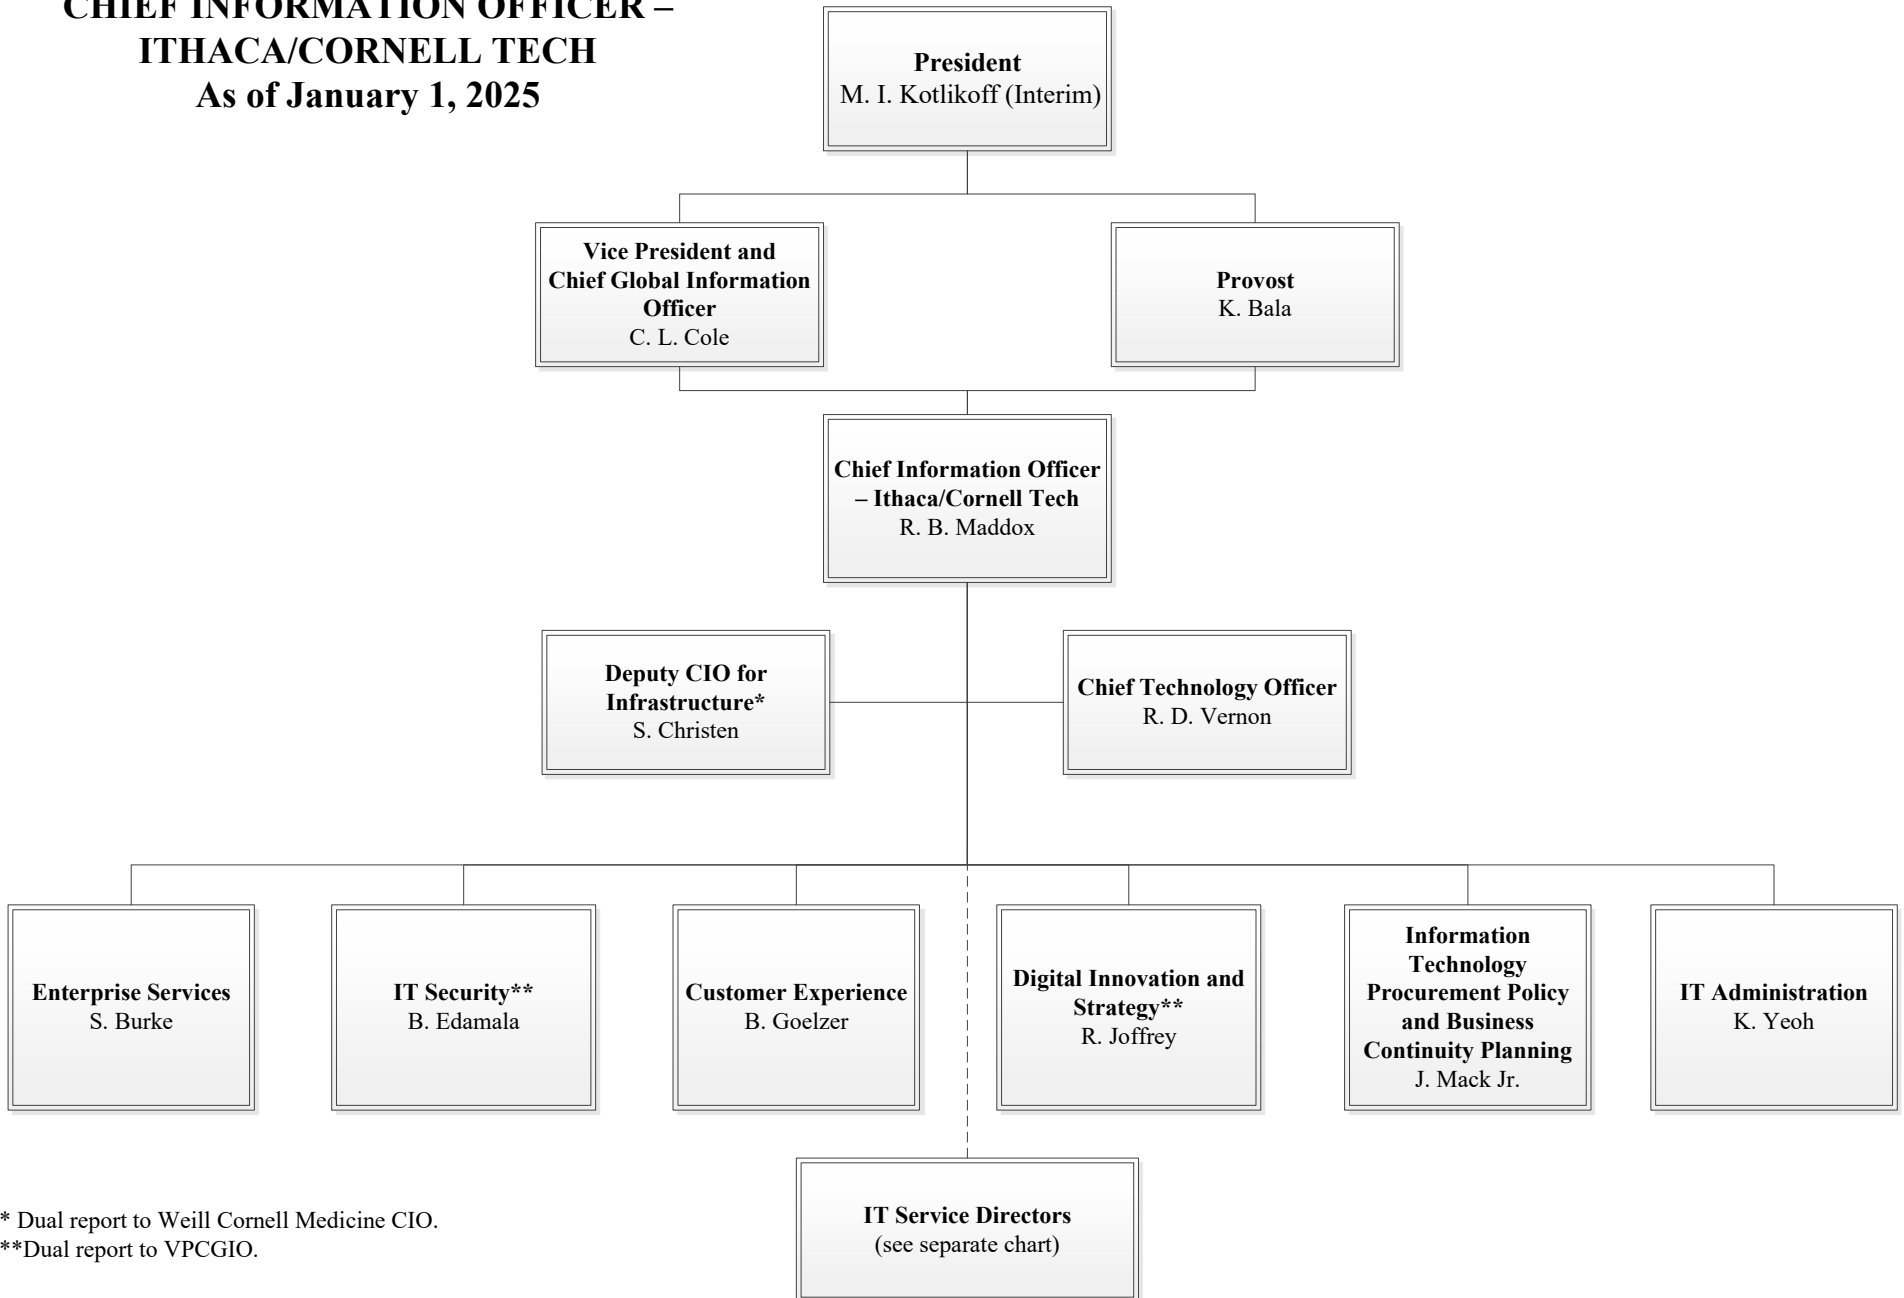 CHIEF INFORMATION OFFICER –
ITHACA/CORNELL TECH
As of January 1, 2025
President
M. I. Kotlikoff (Interim)
Vice President and
Chief Global Information
Officer
C. L. Cole
Provost
K. Bala
Chief Information Officer
– Ithaca/Cornell Tech
R. B. Maddox
Deputy CIO for
Infrastructure*
S. Christen
Chief Technology Officer
R. D. Vernon
Enterprise Services
S. Burke
IT Security**
B. Edamala
Customer Experience
B. Goelzer
Digital Innovation and
Strategy**
R. Joffrey
Information
Technology
Procurement Policy
and Business
Continuity Planning
J. Mack Jr.
IT Administration
K. Yeoh
IT Service Directors
(see separate chart)
* Dual report to Weill Cornell Medicine CIO.
**Dual report to VPCGIO.